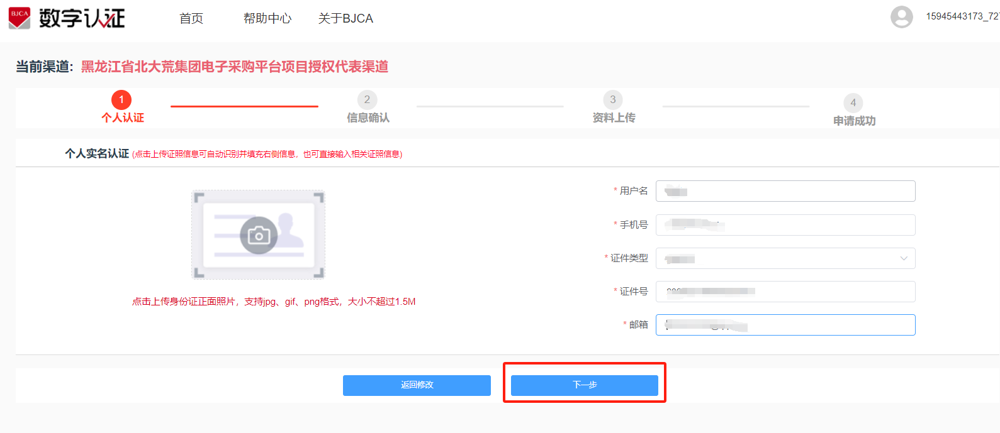 BJCA 数字认证 首页 帮助中心 关于BJCA 15945443173_727
当前渠道: 黑龙江省北大荒集团电子采购平台项目授权代表渠道
1 2 3 4
个人认证 信息确认 资料上传 申请成功
个人实名认证 (点击上传证照信息可自动识别并填充右侧信息，也可直接输入相关证照信息)
* 用户名
* 手机号
* 证件类型
* 证件号
点击上传身份证正面照片，支持jpg、gif、png格式，大小不超过1.5M
* 邮箱
返回修改 下一步